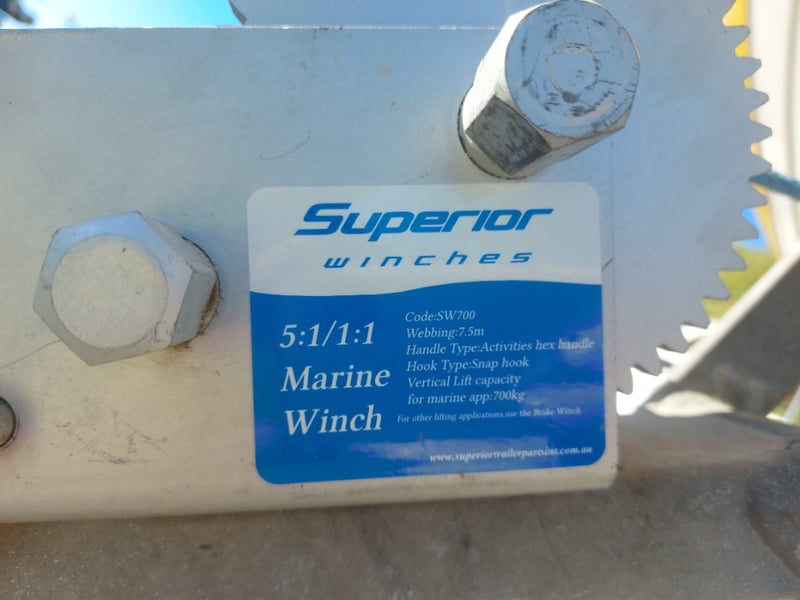 Superior
winches
5:1/1:1
Marine
Winch
Code:SW700
Webbing:7.5m
Handle Type:Activities hex handle
Hook Type:Snap hook
Vertical Lift capacity
for marine app:700kg
For other lifting applications,use the Brake Winch
www.superiortrailerpartsint.com.au